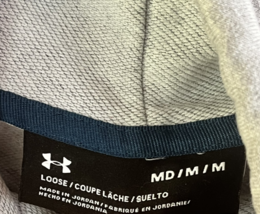 MD / M / M
LOOSE / COUPE LÂCHE / SUELTO
MADE IN JORDAN / FABRIQUÉ EN JORDANIE /
HECHO EN JORDANIA